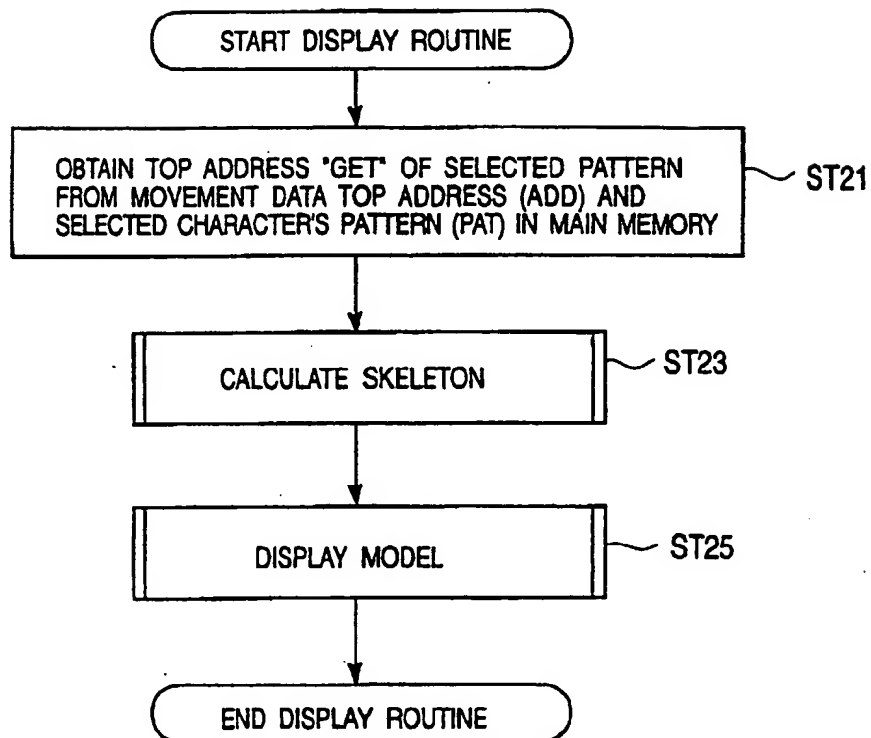 START DISPLAY ROUTINE
OBTAIN TOP ADDRESS "GET" OF SELECTED PATTERN
FROM MOVEMENT DATA TOP ADDRESS (ADD) AND
SELECTED CHARACTER'S PATTERN (PAT) IN MAIN MEMORY
ST21
CALCULATE SKELETON
ST23
DISPLAY MODEL
ST25
END DISPLAY ROUTINE